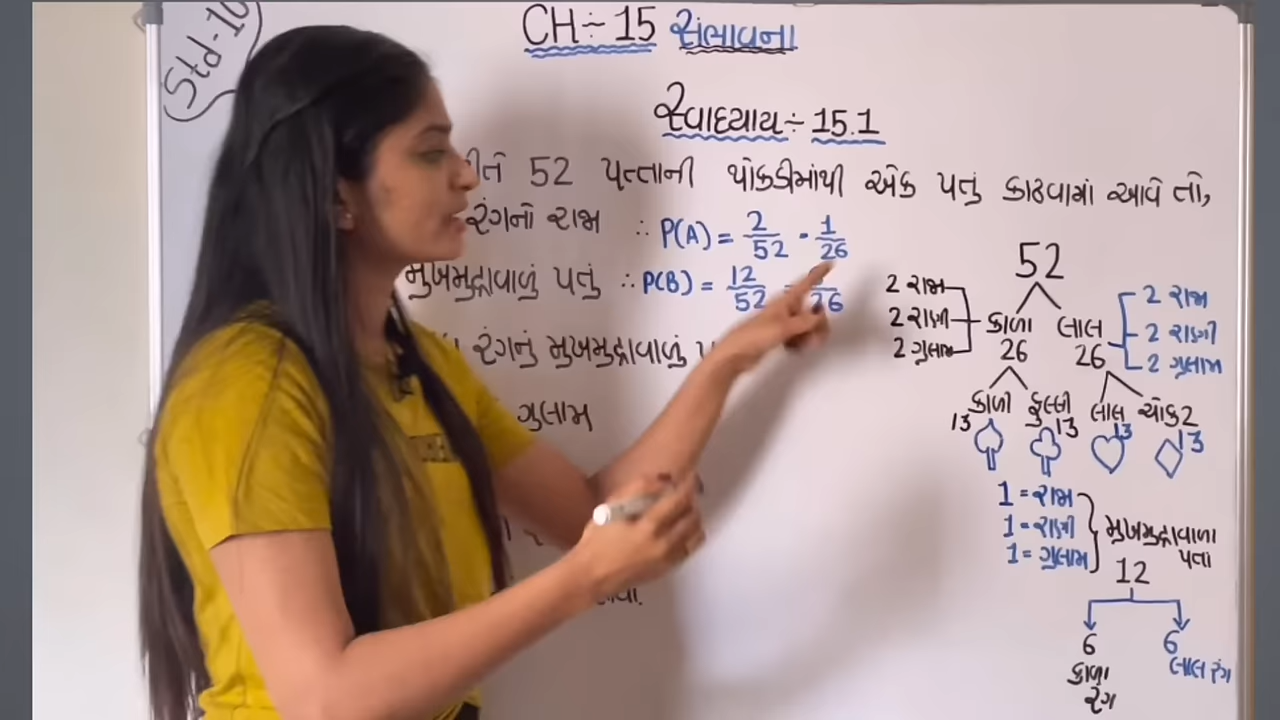 Std-10
CH ÷ 15 સંભાવના
સ્વાધ્યાય ÷ 15.1
52 પત્તાની થોકડીમાંથી એક પતું કાઢવામાં આવે તો,
રંગનો રાજા ∴ P(A) = 2/52 = 1/26
મુખમુદ્રાવાળું પતું ∴ P(B) = 12/52 = /26
રંગનું મુખમુદ્રાવાળું
ગુલામ
52
કાળા 26
2 રાજા
2 રાણી
2 ગુલામ
લાલ 26
2 રાજા
2 રાણી
2 ગુલામ
કાળી 13
ફુલ્લી 13
લાલ 13
ચોકટ 13
1 = રાજા
1 = રાણી
1 = ગુલામ
મુખમુદ્રાવાળા
પતા
12
6 કાળા રંગ
6 લાલ રંગ